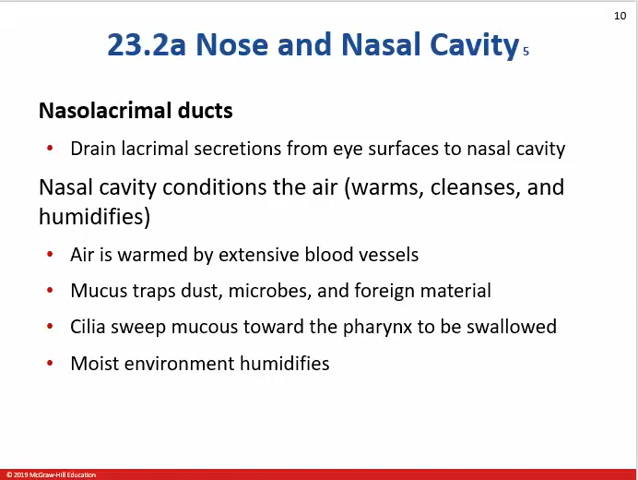 10
23.2a Nose and Nasal Cavity 5
Nasolacrimal ducts
• Drain lacrimal secretions from eye surfaces to nasal cavity
Nasal cavity conditions the air (warms, cleanses, and
humidifies)
• Air is warmed by extensive blood vessels
• Mucus traps dust, microbes, and foreign material
• Cilia sweep mucous toward the pharynx to be swallowed
• Moist environment humidifies
© 2019 McGraw-Hill Education